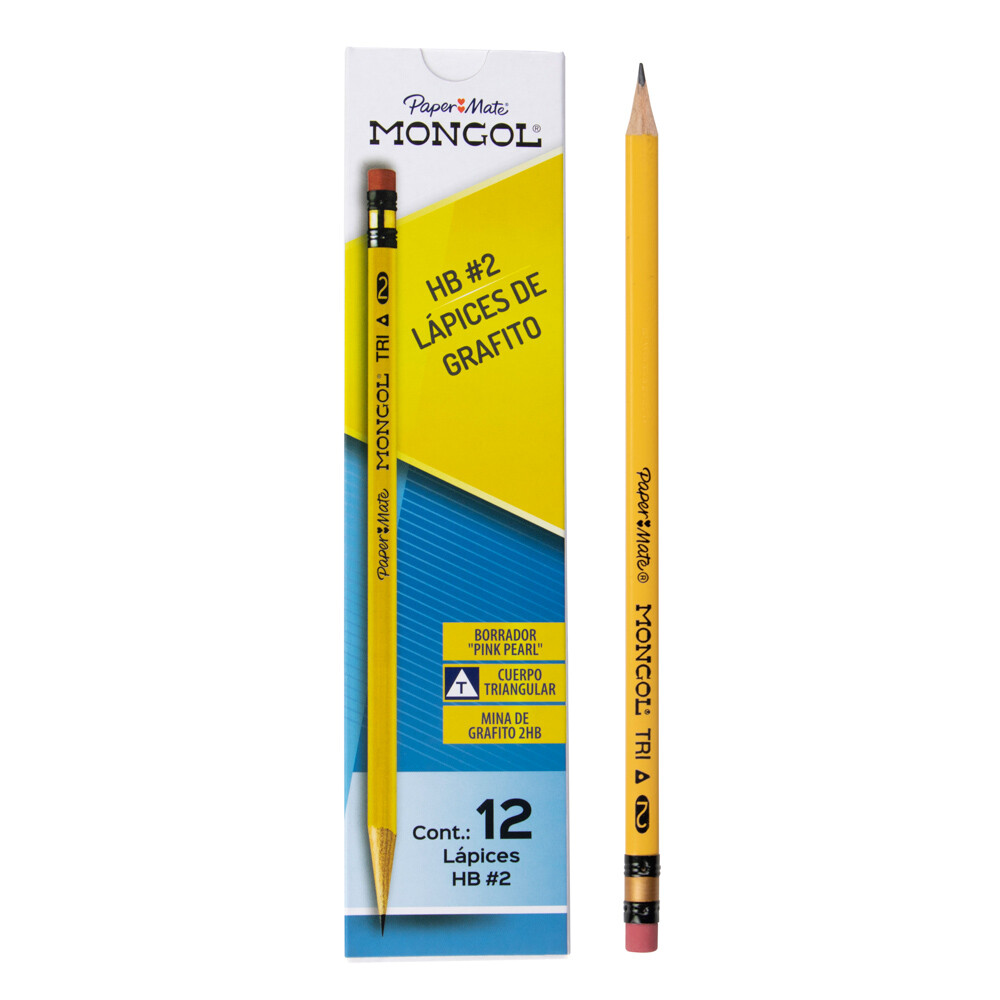 Paper Mate®
MONGOL®
HB #2
LÁPICES DE
GRAFITO
Paper Mate® MONGOL® TRI 2
BORRADOR
"PINK PEARL"
T
CUERPO
TRIANGULAR
MINA DE
GRAFITO 2HB
Cont.: 12
Lápices
HB #2
Paper Mate® MONGOL® TRI 2